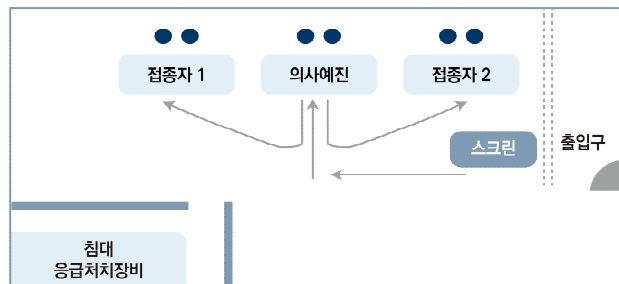 접종자 1
의사예진
접종자 2
스크린
출입구
침대
응급처치장비